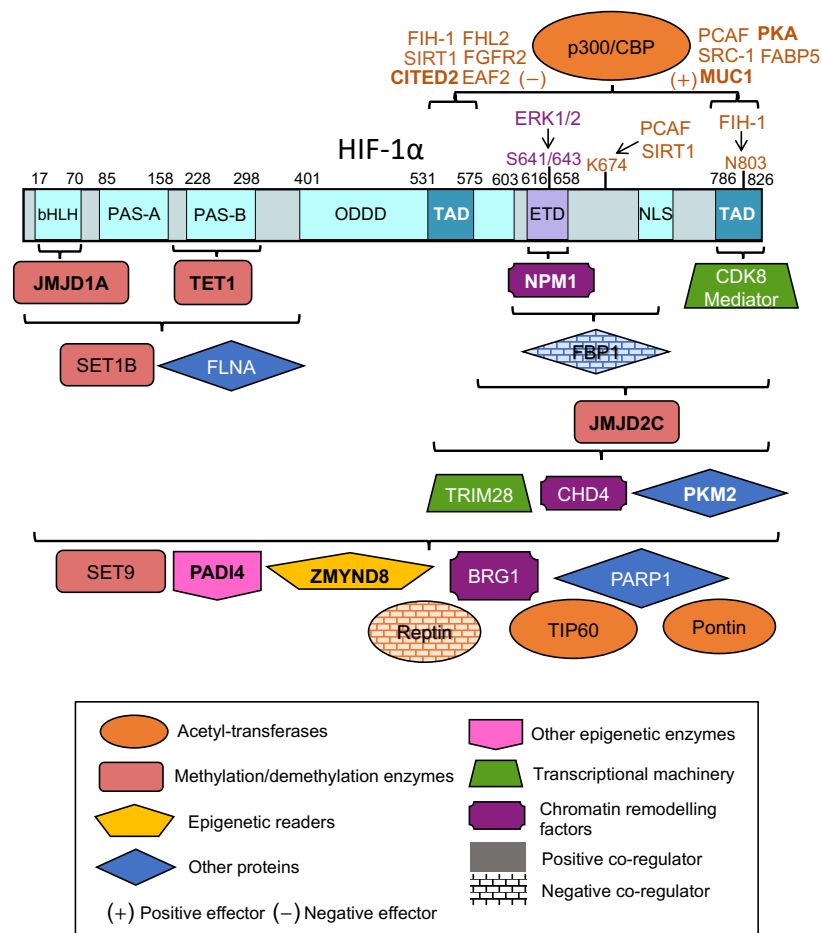 FIH-1 FHL2
SIRT1 FGFR2
CITED2 EAF2 (−)
p300/CBP
PCAF PKA
SRC-1 FABP5
(+) MUC1
ERK1/2
PCAF
SIRT1
FIH-1
HIF-1α
S641/643
K674
N803
17 70 85 158 228 298 401 531 575 603 616 658 786 826
bHLH PAS-A PAS-B ODDD TAD ETD NLS TAD
JMJD1A TET1 NPM1 CDK8
Mediator
FBP1
SET1B FLNA
JMJD2C
TRIM28 CHD4 PKM2
SET9 PADI4 ZMYND8 BRG1 PARP1
Reptin TIP60 Pontin
Acetyl-transferases
Methylation/demethylation enzymes
Epigenetic readers
Other proteins
(+) Positive effector (−) Negative effector
Other epigenetic enzymes
Transcriptional machinery
Chromatin remodelling
factors
Positive co-regulator
Negative co-regulator